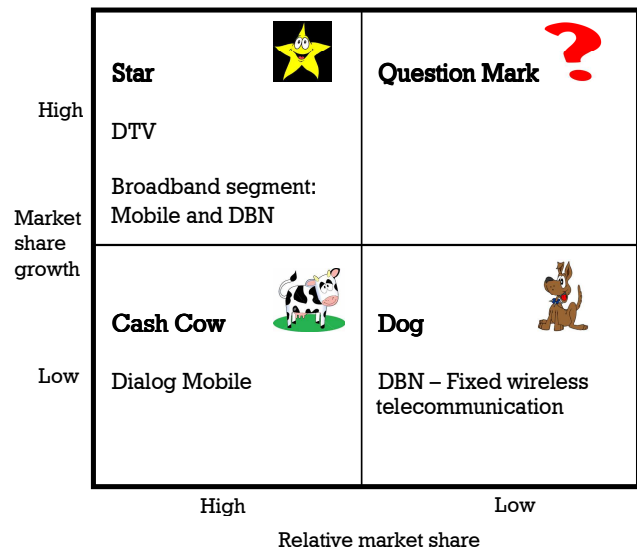 Star
Question Mark
High
DTV
Broadband segment:
Mobile and DBN
Market
share
growth
Cash Cow
Dog
Low
Dialog Mobile
DBN – Fixed wireless
telecommunication
High
Low
Relative market share